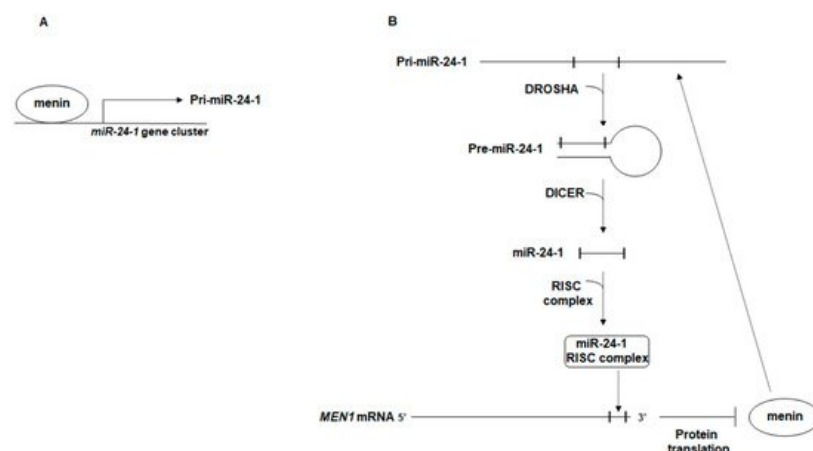 A
menin
Pri-miR-24-1
miR-24-1 gene cluster
B
Pri-miR-24-1
DROSHA
Pre-miR-24-1
DICER
miR-24-1
RISC
complex
miR-24-1
RISC complex
MEN1 mRNA 5' 3'
menin
Protein
translation